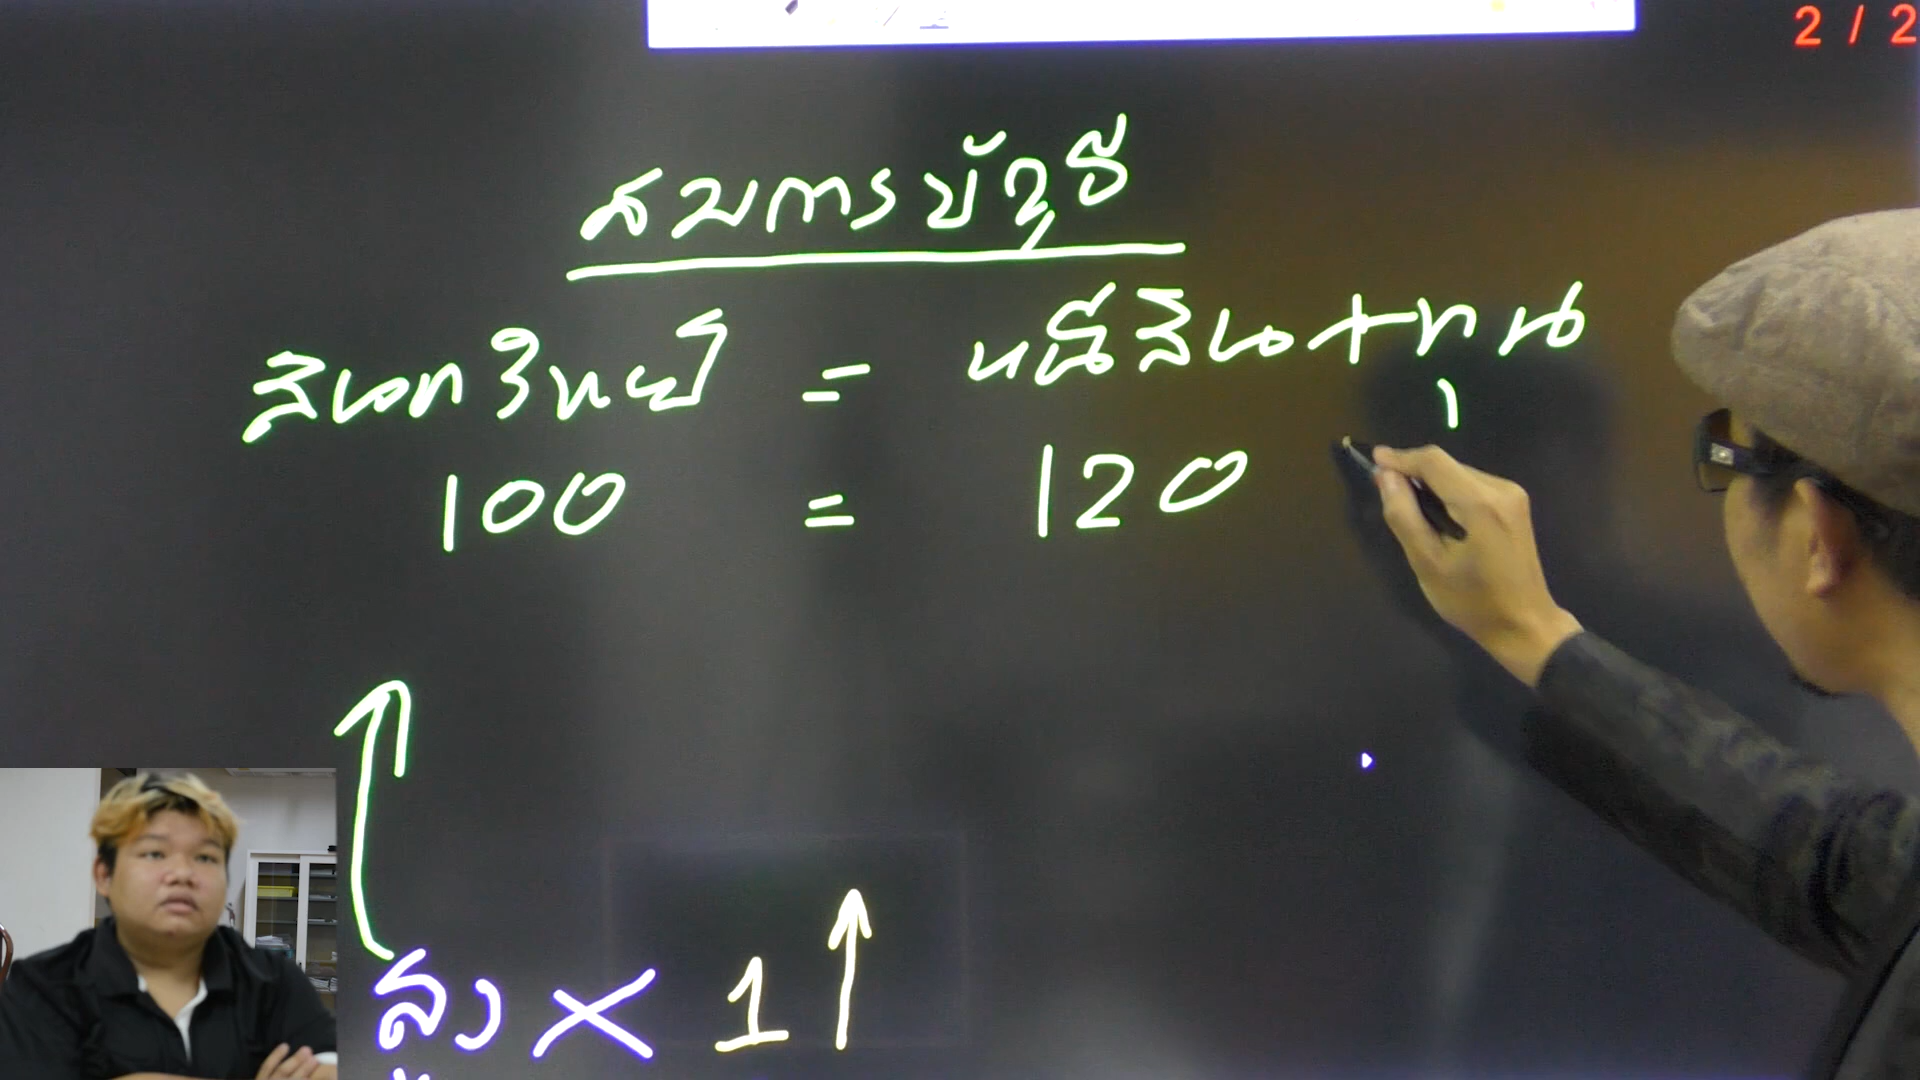 2 / 2
สมการบัญชี
สินทรัพย์ = หนี้สิน + ทุน
100 = 120
สูง × 1 ↑